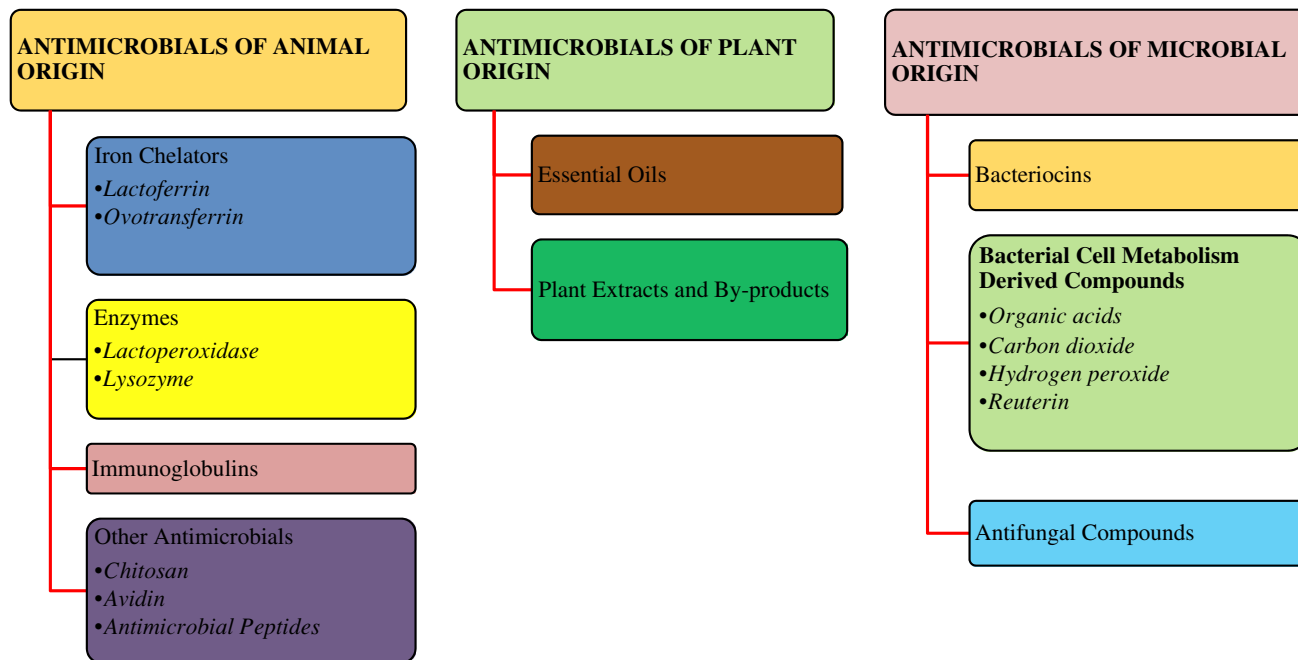 ANTIMICROBIALS OF ANIMAL
ORIGIN
Iron Chelators
•Lactoferrin
•Ovotransferrin
Enzymes
•Lactoperoxidase
•Lysozyme
Immunoglobulins
Other Antimicrobials
•Chitosan
•Avidin
•Antimicrobial Peptides
ANTIMICROBIALS OF PLANT
ORIGIN
Essential Oils
Plant Extracts and By-products
ANTIMICROBIALS OF MICROBIAL
ORIGIN
Bacteriocins
Bacterial Cell Metabolism
Derived Compounds
•Organic acids
•Carbon dioxide
•Hydrogen peroxide
•Reuterin
Antifungal Compounds